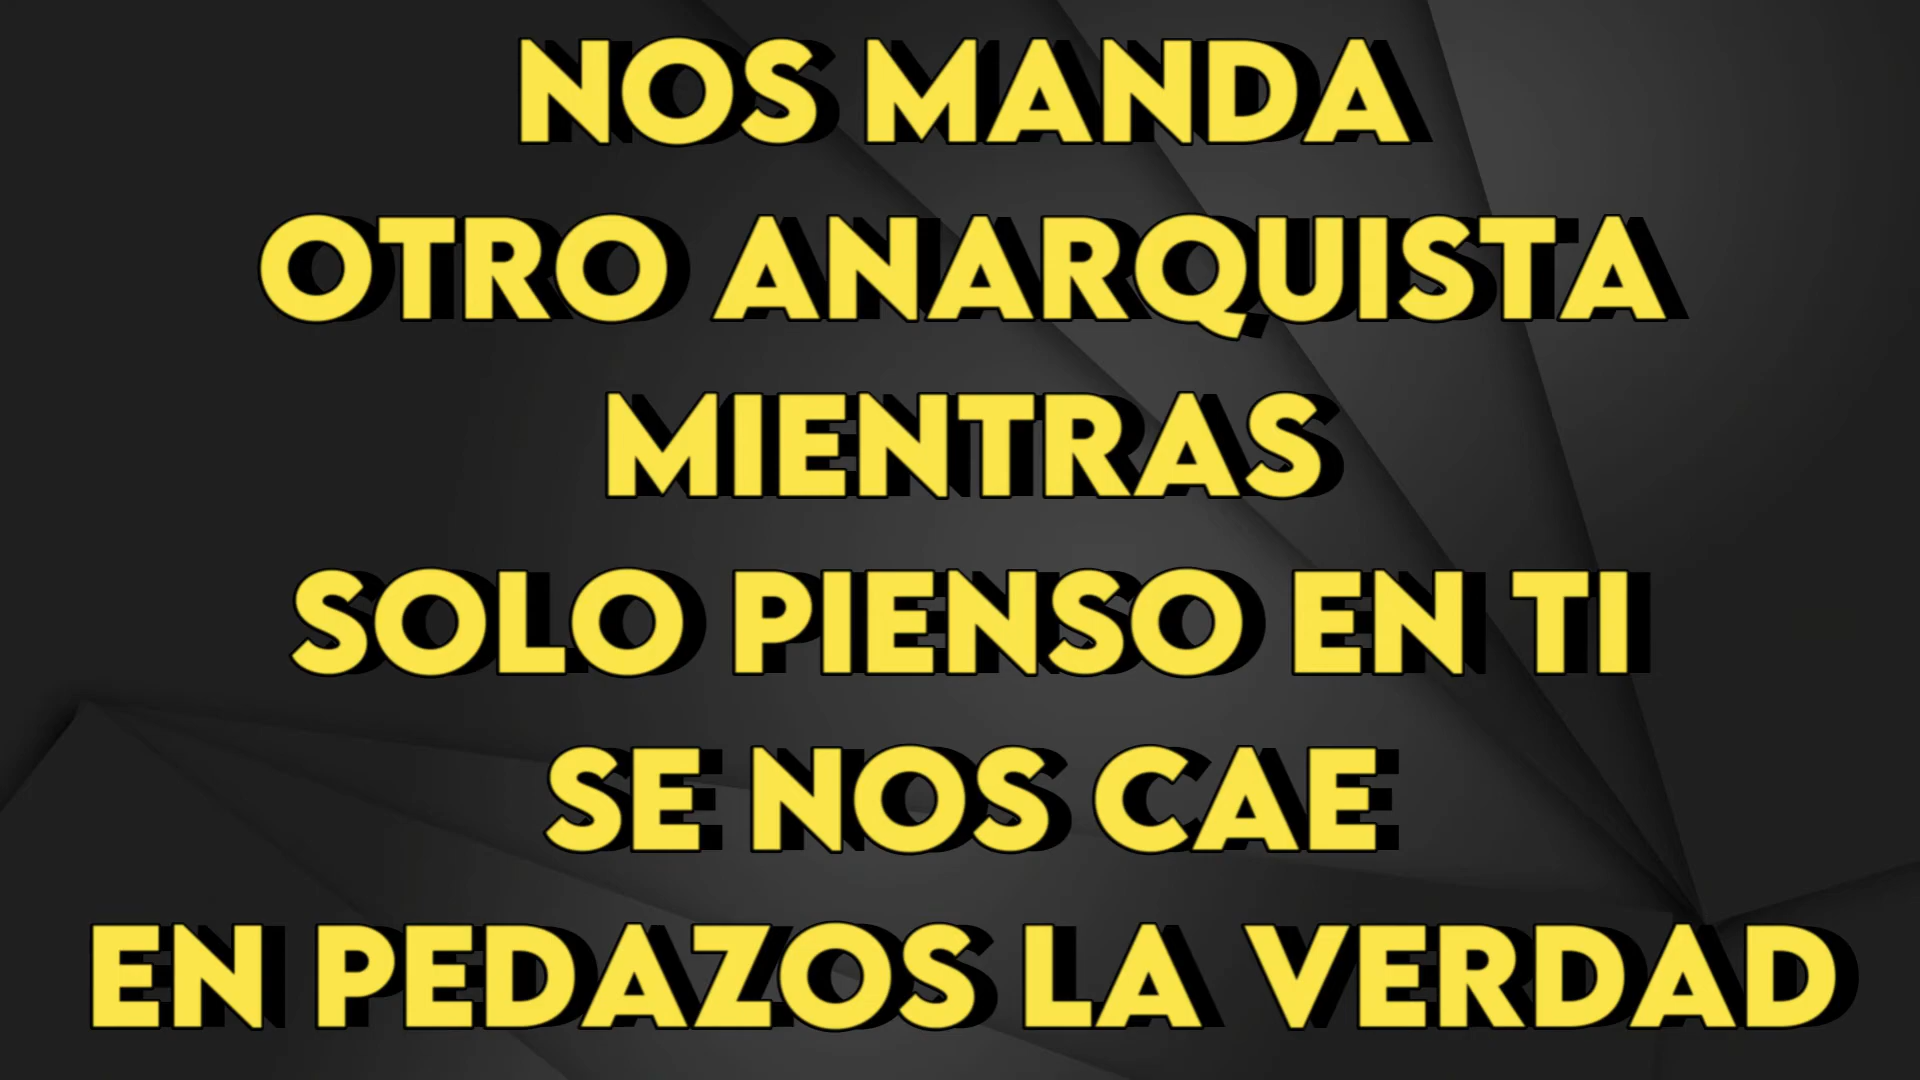 NOS MANDA
OTRO ANARQUISTA
MIENTRAS
SOLO PIENSO EN TI
SE NOS CAE
EN PEDAZOS LA VERDAD